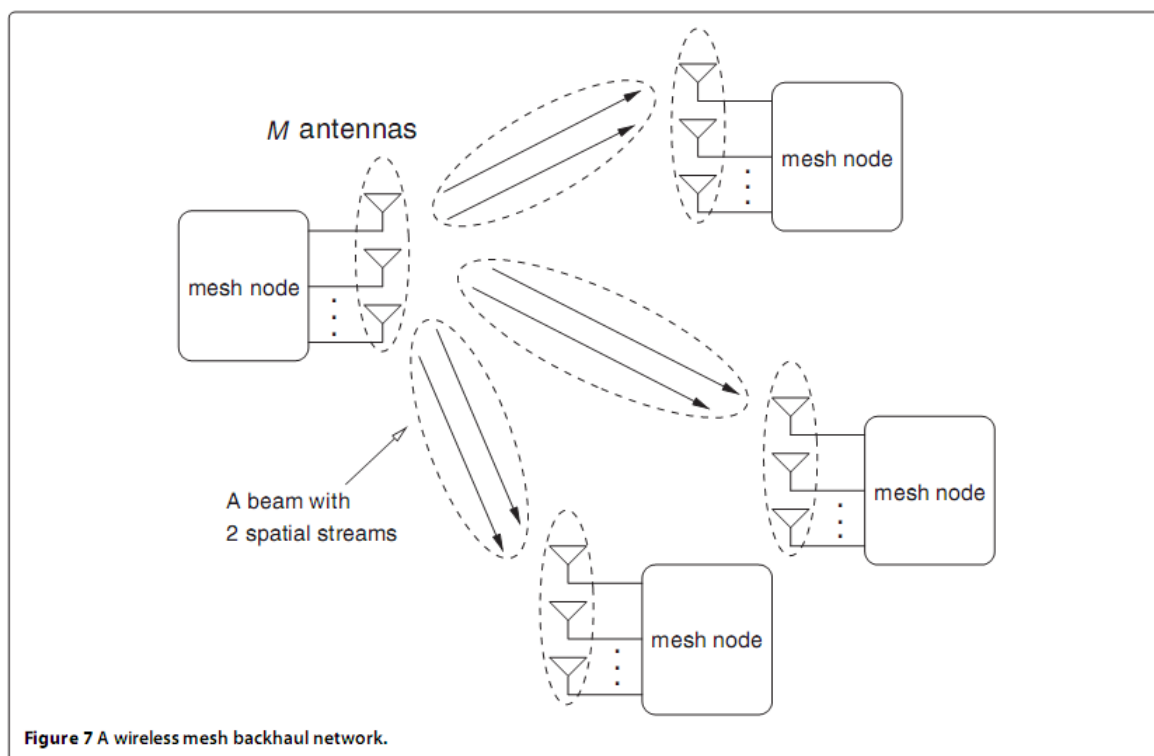 M antennas
mesh node
mesh node
mesh node
A beam with
2 spatial streams
mesh node
Figure 7 A wireless mesh backhaul network.